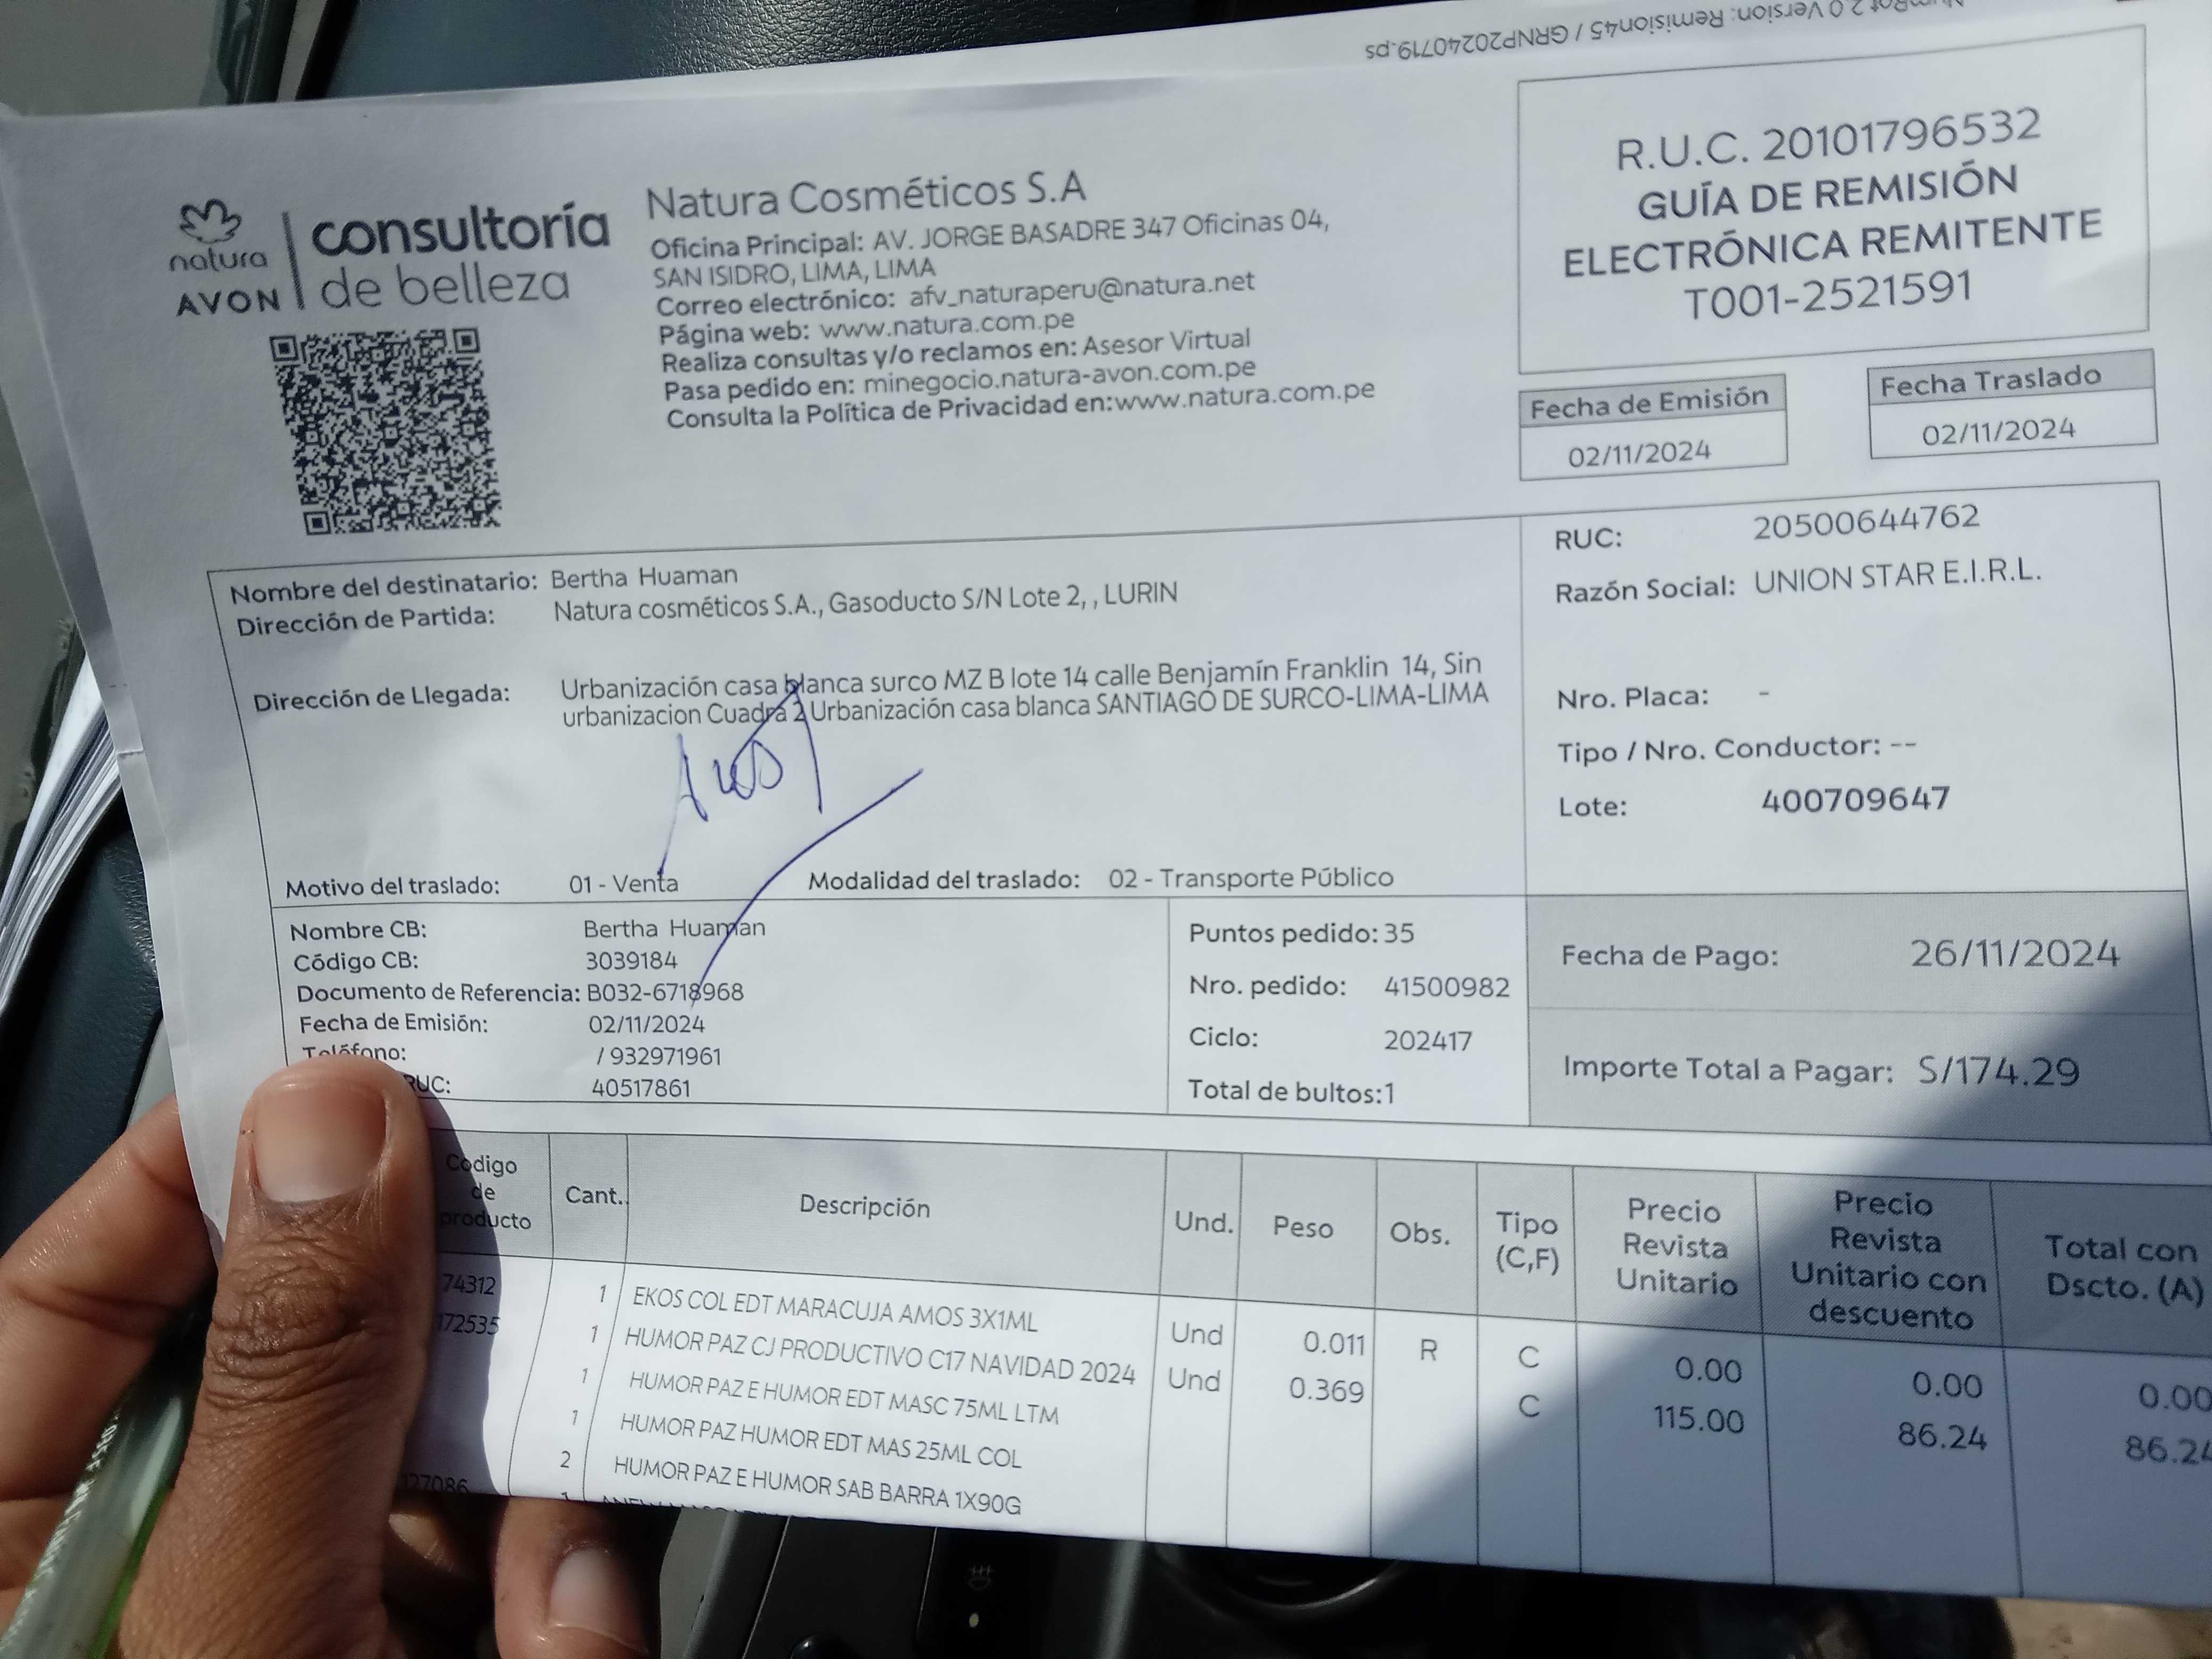 Version: Remision45 / GRNP20240719.ps
natura
AVON
consultoría
de belleza
Natura Cosméticos S.A
Oficina Principal: AV. JORGE BASADRE 347 Oficinas 04,
SAN ISIDRO, LIMA, LIMA
Correo electrónico: afv_naturaperu@natura.net
Página web: www.natura.com.pe
Realiza consultas y/o reclamos en: Asesor Virtual
Pasa pedido en: minegocio.natura-avon.com.pe
Consulta la Política de Privacidad en:www.natura.com.pe
R.U.C. 20101796532
GUÍA DE REMISIÓN
ELECTRÓNICA REMITENTE
T001-2521591
Fecha de Emisión
02/11/2024
Fecha Traslado
02/11/2024
Nombre del destinatario: Bertha Huaman
Dirección de Partida: Natura cosméticos S.A., Gasoducto S/N Lote 2, , LURIN
Dirección de Llegada: Urbanización casa blanca surco MZ B lote 14 calle Benjamín Franklin 14, Sin
urbanizacion Cuadra 2 Urbanización casa blanca SANTIAGO DE SURCO-LIMA-LIMA
Motivo del traslado: 01 - Venta Modalidad del traslado: 02 - Transporte Público
RUC: 20500644762
Razón Social: UNION STAR E.I.R.L.
Nro. Placa: -
Tipo / Nro. Conductor: --
Lote: 400709647
Nombre CB: Bertha Huaman
Código CB: 3039184
Documento de Referencia: B032-6718968
Fecha de Emisión: 02/11/2024
Teléfono: / 932971961
RUC: 40517861
Puntos pedido: 35
Nro. pedido: 41500982
Ciclo: 202417
Total de bultos:1
Fecha de Pago: 26/11/2024
Importe Total a Pagar: S/174.29
Código de producto Cant. Descripción Und. Peso Obs. Tipo (C,F) Precio Revista Unitario Precio Revista Unitario con descuento Total con Dscto. (A)
74312 1 EKOS COL EDT MARACUJA AMOS 3X1ML Und 0.011 R C 0.00 0.00 0.00
172535 1 HUMOR PAZ CJ PRODUCTIVO C17 NAVIDAD 2024 Und 0.369 C 115.00 86.24 86.24
1 HUMOR PAZ E HUMOR EDT MASC 75ML LTM
1 HUMOR PAZ HUMOR EDT MAS 25ML COL
2 HUMOR PAZ E HUMOR SAB BARRA 1X90G
127086 1